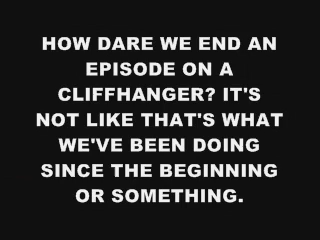 HOW DARE WE END AN
EPISODE ON A
CLIFFHANGER? IT'S
NOT LIKE THAT'S WHAT
WE'VE BEEN DOING
SINCE THE BEGINNING
OR SOMETHING.